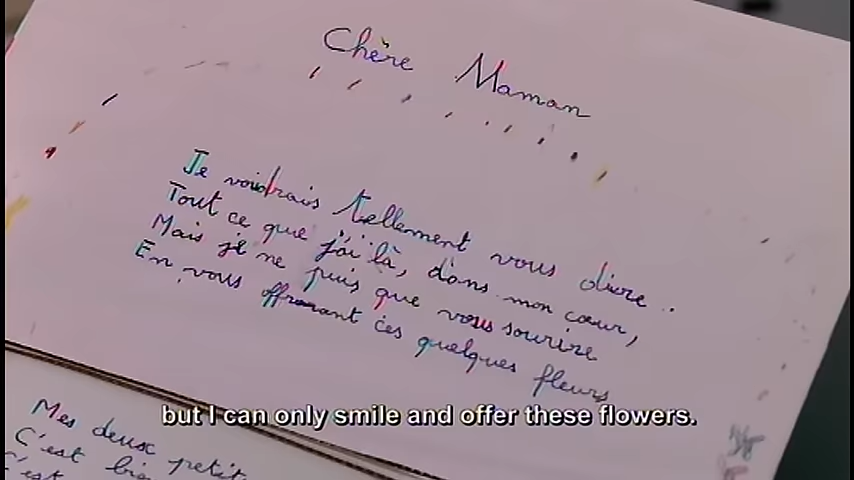 Chère Maman
Je voudrais tellement vous dire
Tout ce que j'ai là, dans mon cœur,
Mais je ne puis que vous sourire
En vous offrant ces quelques fleurs
but I can only smile and offer these flowers.
Mes deux petit
C'est bie
C'est